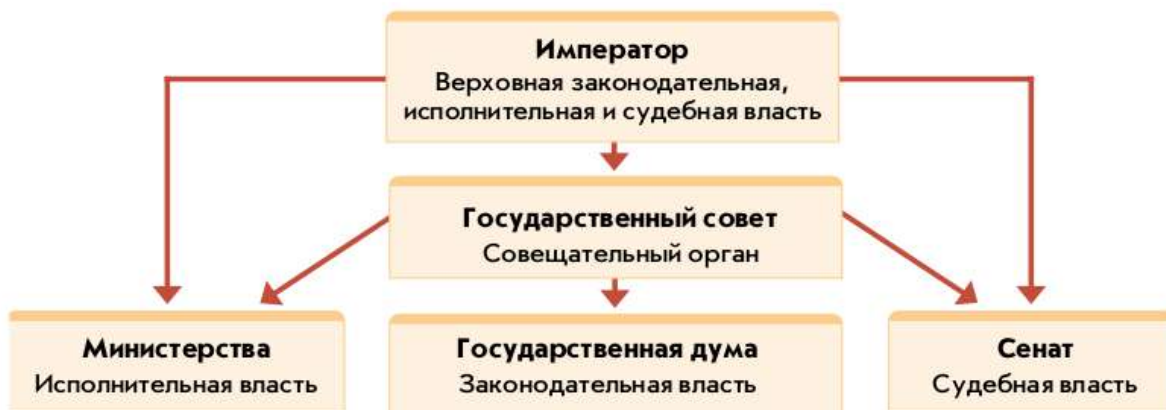 Император
Верховная законодательная,
исполнительная и судебная власть
Государственный совет
Совещательный орган
Министерства
Исполнительная власть
Государственная дума
Законодательная власть
Сенат
Судебная власть